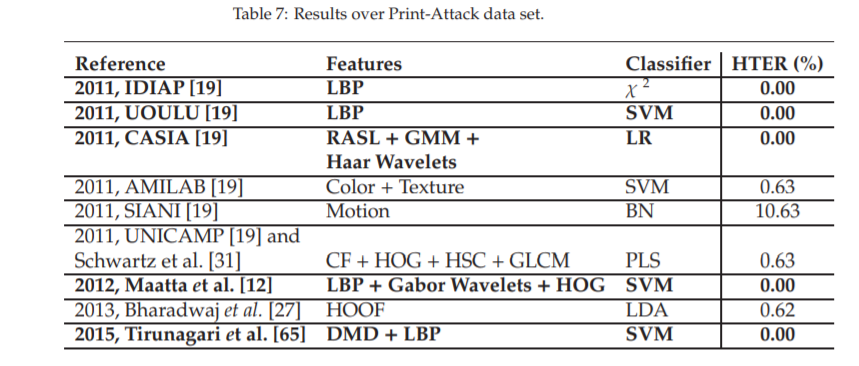 Table 7: Results over Print-Attack data set.
Reference Features Classifier HTER (%)
2011, IDIAP [19] LBP χ² 0.00
2011, UOULU [19] LBP SVM 0.00
2011, CASIA [19] RASL + GMM + LR 0.00
Haar Wavelets
2011, AMILAB [19] Color + Texture SVM 0.63
2011, SIANI [19] Motion BN 10.63
2011, UNICAMP [19] and
Schwartz et al. [31] CF + HOG + HSC + GLCM PLS 0.63
2012, Maatta et al. [12] LBP + Gabor Wavelets + HOG SVM 0.00
2013, Bharadwaj et al. [27] HOOF LDA 0.62
2015, Tirunagari et al. [65] DMD + LBP SVM 0.00